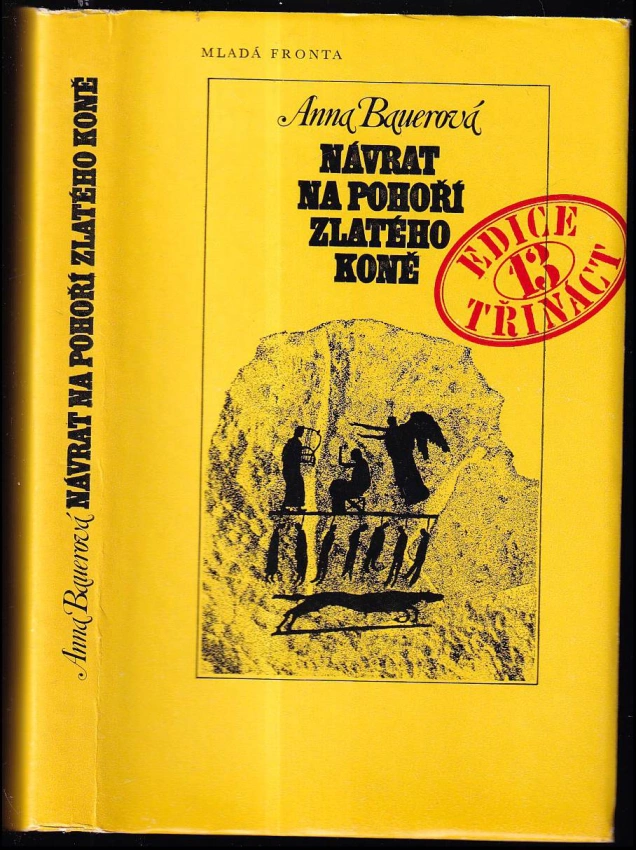 Anna Bauerová NÁVRAT NA POHOŘÍ ZLATÉHO KONĚ
MLADÁ FRONTA
Anna Bauerová
NÁVRAT
NA POHOŘÍ
ZLATÉHO
KONĚ
EDICE
13
TŘINÁCT